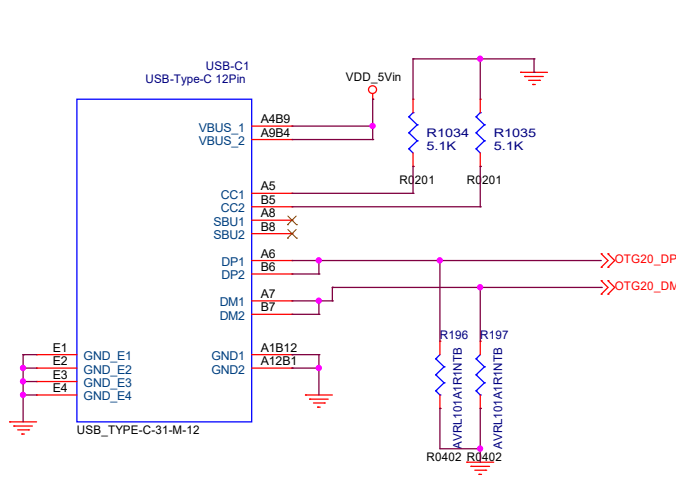 USB-C1
USB-Type-C 12Pin
VDD_5Vin
VBUS_1 A4B9
VBUS_2 A9B4
R1034
5.1K
R1035
5.1K
R0201
R0201
CC1 A5
CC2 B5
SBU1 A8
SBU2 B8
DP1 A6
DP2 B6
OTG20_DP
DM1 A7
DM2 B7
OTG20_DM
R196
R197
AVRL101A1R1NTB
AVRL101A1R1NTB
E1 GND_E1
E2 GND_E2
E3 GND_E3
E4 GND_E4
GND1 A1B12
GND2 A12B1
USB_TYPE-C-31-M-12
R0402
R0402